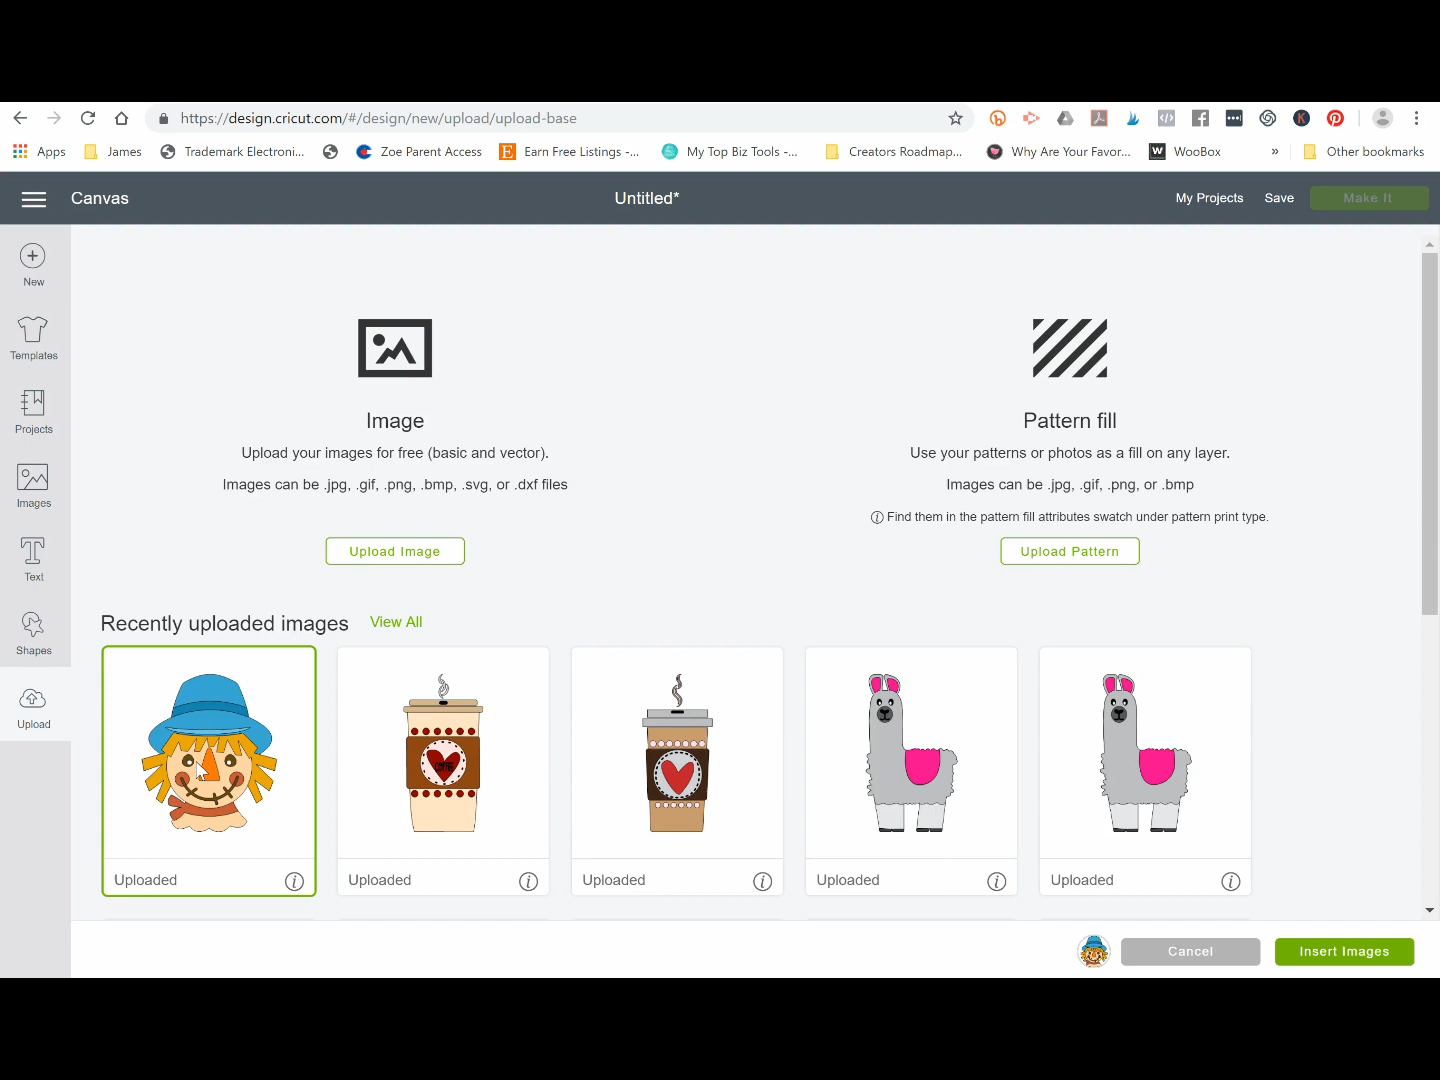 https://design.cricut.com/#/design/new/upload/upload-base
Apps James Trademark Electroni... Zoe Parent Access Earn Free Listings -... My Top Biz Tools -... Creators Roadmap... Why Are Your Favor... WooBox » Other bookmarks
Canvas Untitled* My Projects Save Make It
New
Templates
Projects
Images
Text
Shapes
Upload
Image
Upload your images for free (basic and vector).
Images can be .jpg, .gif, .png, .bmp, .svg, or .dxf files
Upload Image
Pattern fill
Use your patterns or photos as a fill on any layer.
Images can be .jpg, .gif, .png, or .bmp
Find them in the pattern fill attributes swatch under pattern print type.
Upload Pattern
Recently uploaded images View All
Uploaded Uploaded Uploaded Uploaded Uploaded
Cancel Insert Images